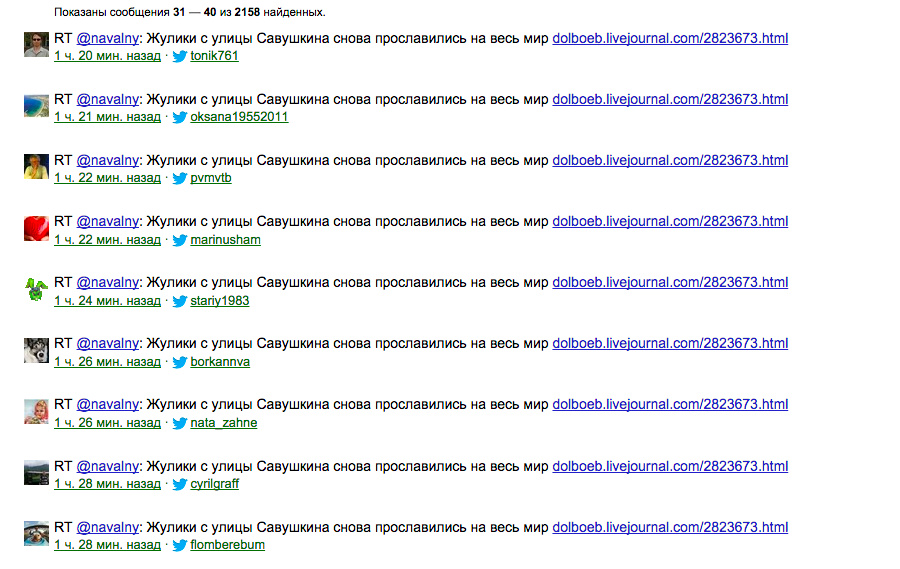 Показаны сообщения 31 — 40 из 2158 найденных.
RT @navalny: Жулики с улицы Савушкина снова прославились на весь мир dolboeb.livejournal.com/2823673.html
1 ч. 20 мин. назад · tonik761
RT @navalny: Жулики с улицы Савушкина снова прославились на весь мир dolboeb.livejournal.com/2823673.html
1 ч. 21 мин. назад · oksana19552011
RT @navalny: Жулики с улицы Савушкина снова прославились на весь мир dolboeb.livejournal.com/2823673.html
1 ч. 22 мин. назад · pvmvtb
RT @navalny: Жулики с улицы Савушкина снова прославились на весь мир dolboeb.livejournal.com/2823673.html
1 ч. 22 мин. назад · marinusham
RT @navalny: Жулики с улицы Савушкина снова прославились на весь мир dolboeb.livejournal.com/2823673.html
1 ч. 24 мин. назад · stariy1983
RT @navalny: Жулики с улицы Савушкина снова прославились на весь мир dolboeb.livejournal.com/2823673.html
1 ч. 26 мин. назад · borkannva
RT @navalny: Жулики с улицы Савушкина снова прославились на весь мир dolboeb.livejournal.com/2823673.html
1 ч. 26 мин. назад · nata_zahne
RT @navalny: Жулики с улицы Савушкина снова прославились на весь мир dolboeb.livejournal.com/2823673.html
1 ч. 28 мин. назад · cyrilgraff
RT @navalny: Жулики с улицы Савушкина снова прославились на весь мир dolboeb.livejournal.com/2823673.html
1 ч. 28 мин. назад · flomberebum